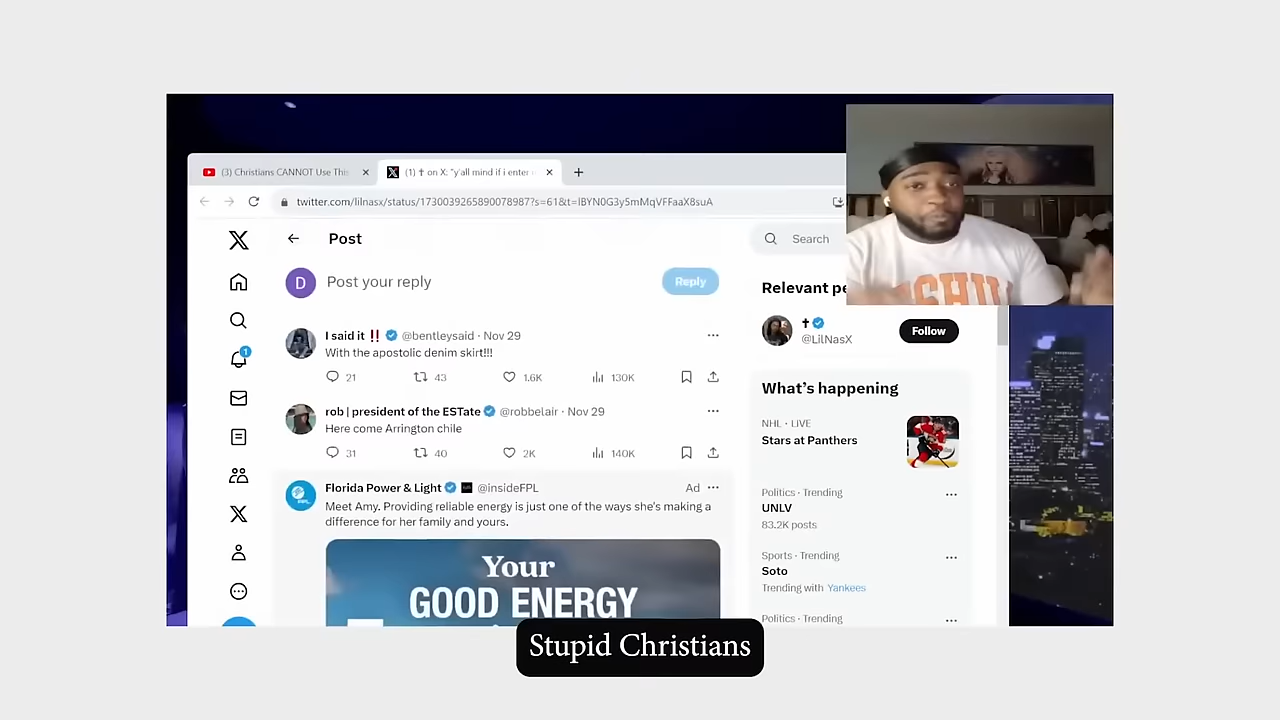 (3) Christians CANNOT Use This
(1) ✝ on X: "y'all mind if i enter
twitter.com/lilnasx/status/1730039265890078987?s=61&t=lBYN0G3y5mMqVFFaaX8suA
Post
Search
D
Post your reply
Reply
Relevant pe
✝
@LilNasX
Follow
I said it ‼️ @bentleysaid · Nov 29
With the apostolic denim skirt!!!
43
1.6K
130K
rob | president of the ESTate @robbelair · Nov 29
Here come Arrington chile
31
40
2K
140K
Power & Light @insideFPL
Ad
Meet Amy. Providing reliable energy is just one of the ways she's making a
difference for her family and yours.
Your
GOOD ENERGY
What's happening
NHL · LIVE
Stars at Panthers
Politics · Trending
UNLV
83.2K posts
Sports · Trending
Soto
Trending with Yankees
Politics · Trending
Stupid Christians